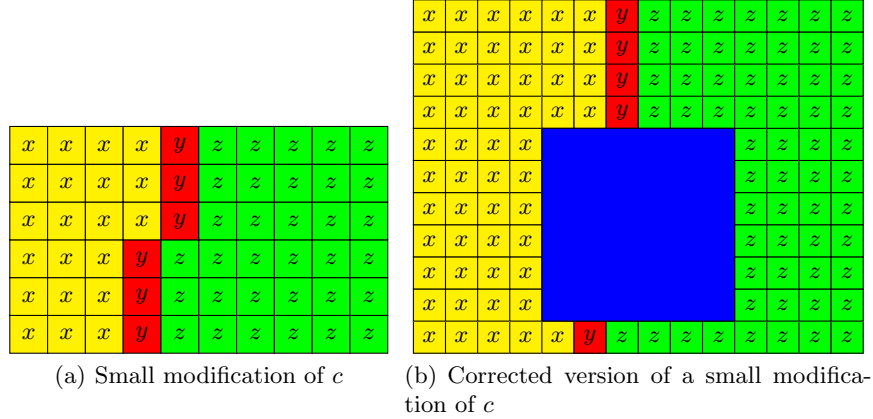 x x x x y z z z z z
x x x x y z z z z z
x x x x y z z z z z
x x x y z z z z z z
x x x y z z z z z z
x x x y z z z z z z
(a) Small modification of c
x x x x x x y z z z z z z z
x x x x x x y z z z z z z z
x x x x x x y z z z z z z z
x x x x x x y z z z z z z z
x x x x z z z z
x x x x z z z z
x x x x z z z z
x x x x z z z z
x x x x z z z z
x x x x z z z z
x x x x x y z z z z z z z z
(b) Corrected version of a small modifica-
tion of c